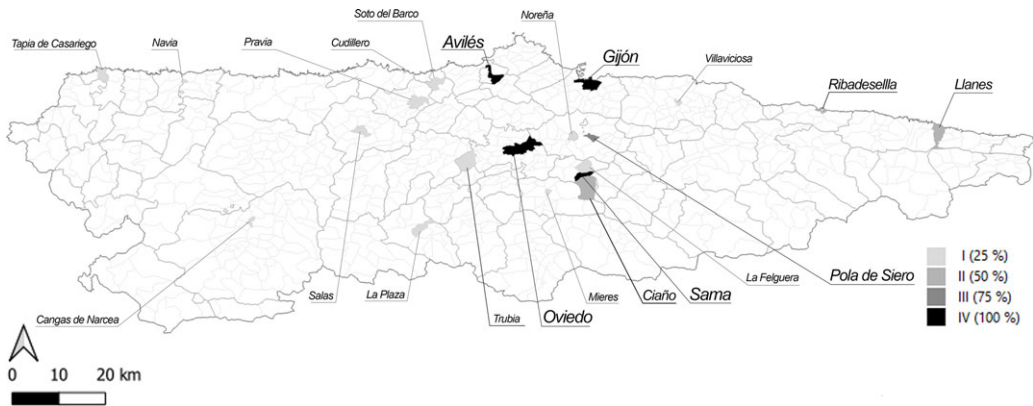 Soto del Barco
Noreña
Tapia de Casariego
Navia
Pravia
Cudillero
Avilés
Gijón
Villaviciosa
Ribadesellla
Llanes
I (25 %)
II (50 %)
III (75 %)
IV (100 %)
La Felguera
Pola de Siero
Salas
La Plaza
Mieres
Ciaño
Sama
Cangas de Narcea
Trubia
Oviedo
0 10 20 km